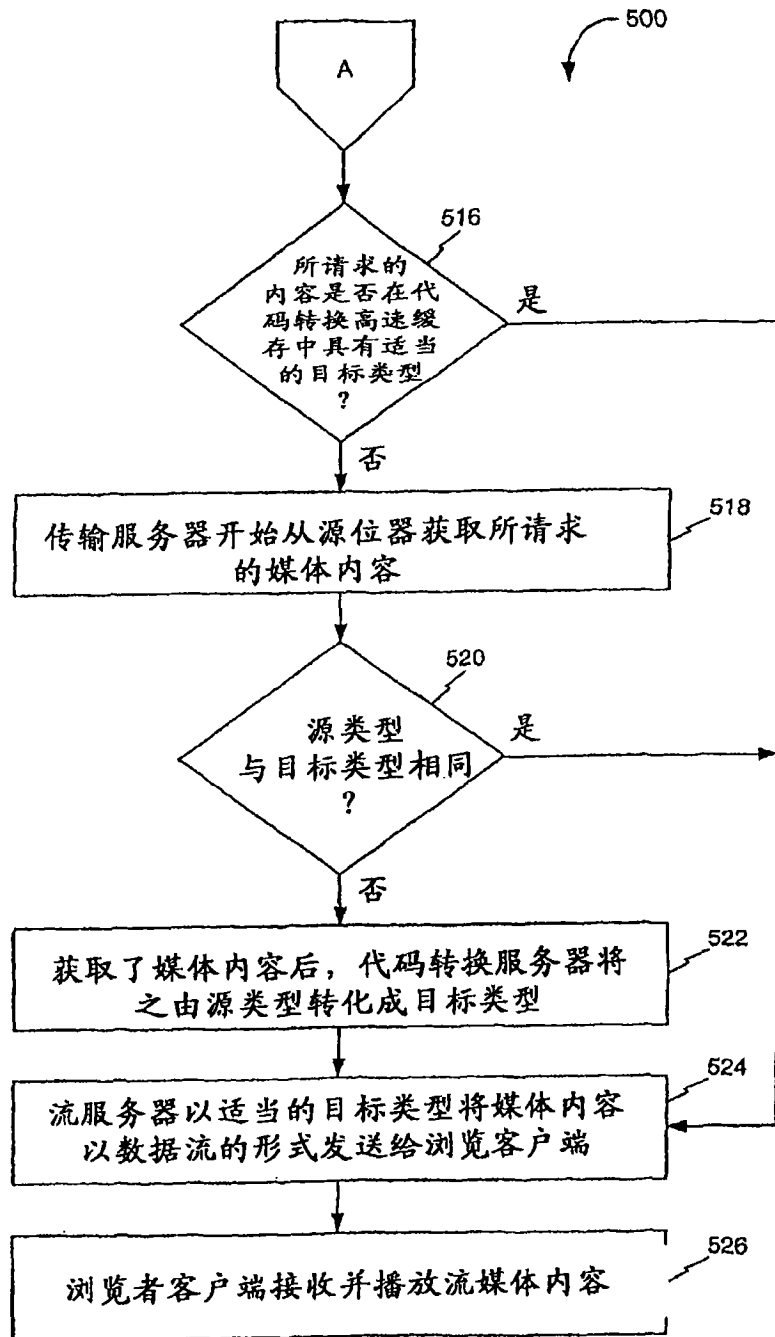 500
A
516
所请求的
内容是否在代
码转换高速缓
存中具有适当
的目标类型
?
是
否
518
传输服务器开始从源位器获取所请求
的媒体内容
520
源类型
与目标类型相同
?
是
否
522
获取了媒体内容后，代码转换服务器将
之由源类型转化成目标类型
524
流服务器以适当的目标类型将媒体内容
以数据流的形式发送给浏览客户端
526
浏览者客户端接收并播放流媒体内容